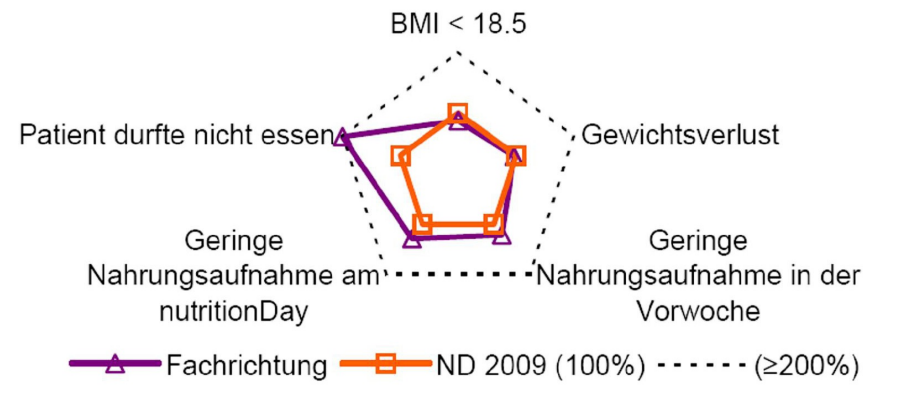 BMI < 18.5
Patient durfte nicht essen
Gewichtsverlust
Geringe
Nahrungsaufnahme am
nutritionDay
Geringe
Nahrungsaufnahme in der
Vorwoche
Fachrichtung
ND 2009 (100%)
(≥200%)